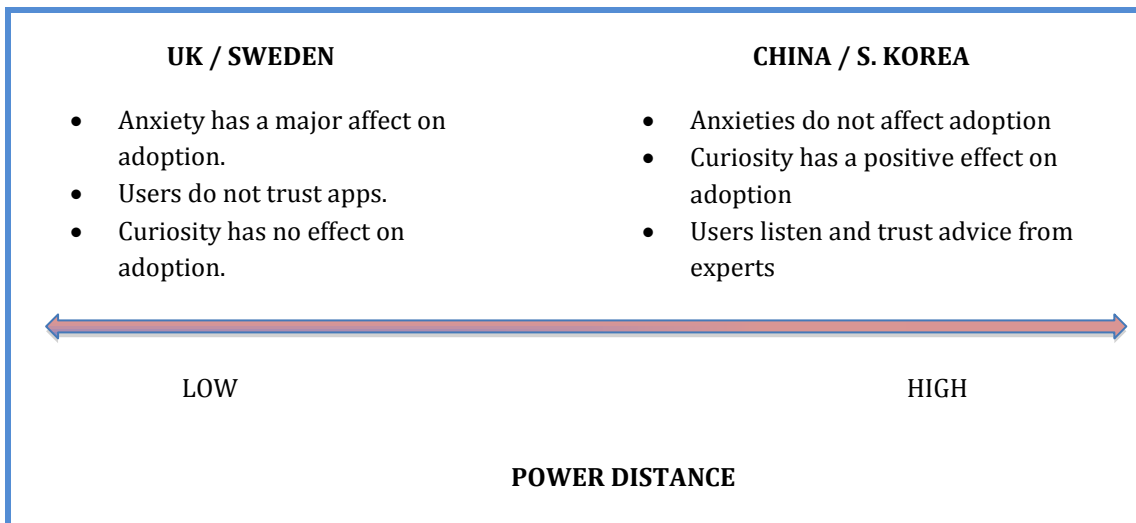 UK / SWEDEN
• Anxiety has a major affect on
adoption.
• Users do not trust apps.
• Curiosity has no effect on
adoption.
CHINA / S. KOREA
• Anxieties do not affect adoption
• Curiosity has a positive effect on
adoption
• Users listen and trust advice from
experts
LOW
HIGH
POWER DISTANCE